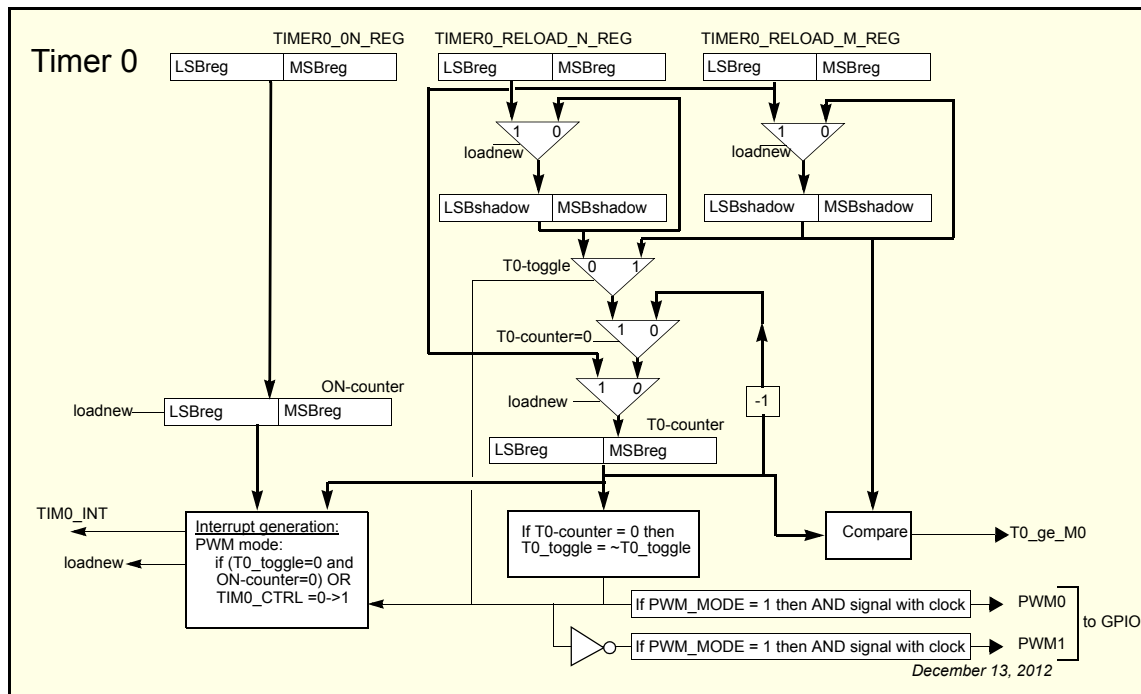 Timer 0
TIMER0_0N_REG
TIMER0_RELOAD_N_REG
TIMER0_RELOAD_M_REG
LSBreg MSBreg
LSBreg MSBreg
LSBreg MSBreg
1 0
loadnew
1 0
loadnew
LSBshadow MSBshadow
LSBshadow MSBshadow
T0-toggle
0 1
T0-counter=0
1 0
ON-counter
loadnew
LSBreg MSBreg
1 0
loadnew
-1
T0-counter
LSBreg MSBreg
TIM0_INT
loadnew
Interrupt generation:
PWM mode:
if (T0_toggle=0 and
ON-counter=0) OR
TIM0_CTRL =0->1
If T0-counter = 0 then
T0_toggle = ~T0_toggle
Compare
T0_ge_M0
If PWM_MODE = 1 then AND signal with clock
PWM0
If PWM_MODE = 1 then AND signal with clock
PWM1
to GPIO
December 13, 2012